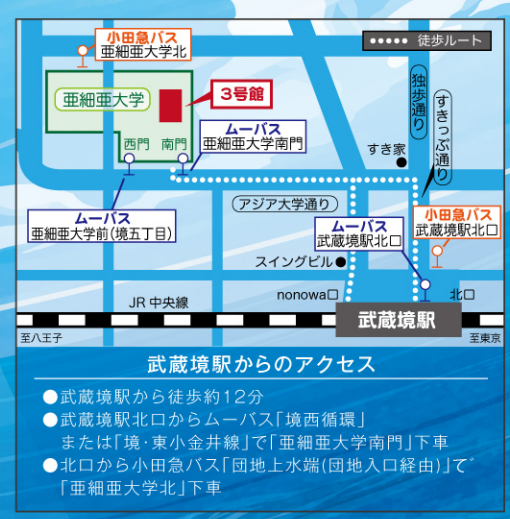 小田急バス
亜細亜大学北
••••• 徒歩ルート
亜細亜大学
3号館
独歩通り
すきっぷ通り
西門
南門
ムーバス
亜細亜大学南門
すき家
アジア大学通り
ムーバス
亜細亜大学前(境五丁目)
ムーバス
武蔵境駅北口
小田急バス
武蔵境駅北口
スイングビル
nonowa口
北口
JR 中央線
武蔵境駅
至八王子
至東京
武蔵境駅からのアクセス
●武蔵境駅から徒歩約12分
●武蔵境駅北口からムーバス「境西循環」
または「境・東小金井線」で「亜細亜大学南門」下車
●北口から小田急バス「団地上水端(団地入口経由)」で
「亜細亜大学北」下車